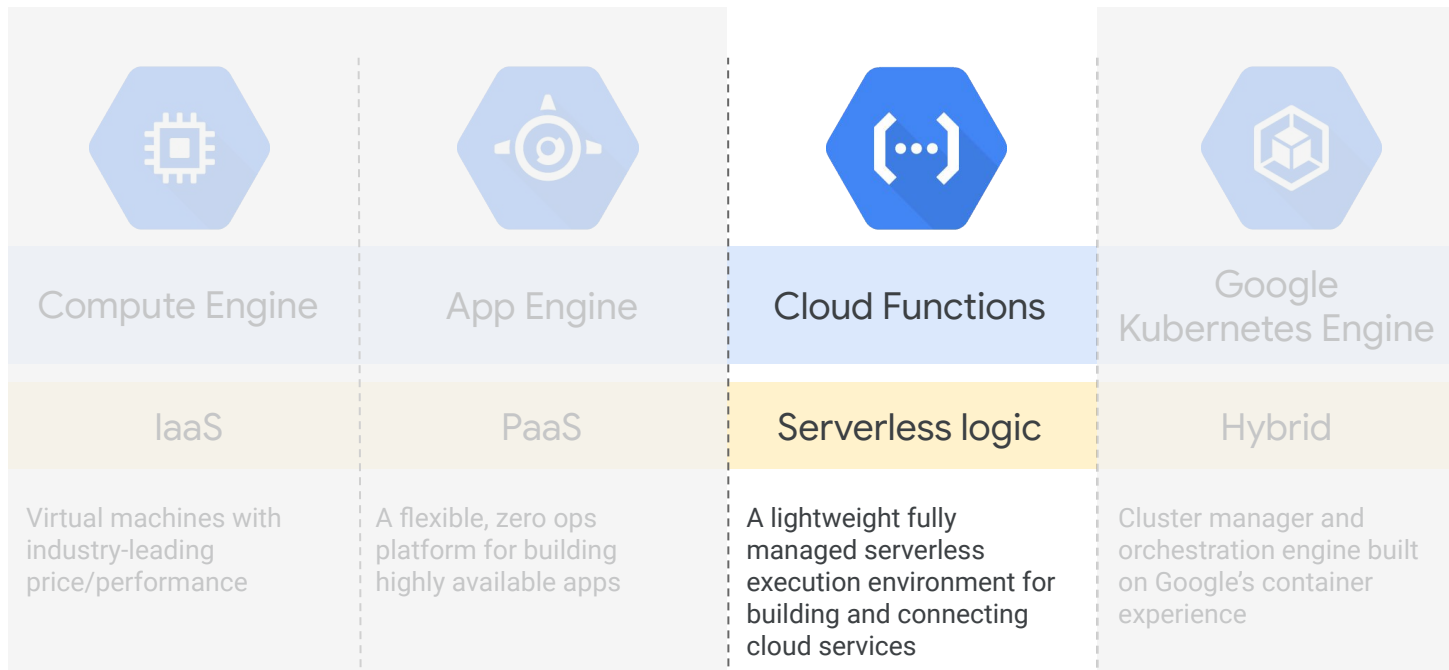 Compute Engine
App Engine
Cloud Functions
Google
Kubernetes Engine
IaaS
PaaS
Serverless logic
Hybrid
Virtual machines with
industry-leading
price/performance
A flexible, zero ops
platform for building
highly available apps
A lightweight fully
managed serverless
execution environment for
building and connecting
cloud services
Cluster manager and
orchestration engine built
on Google’s container
experience